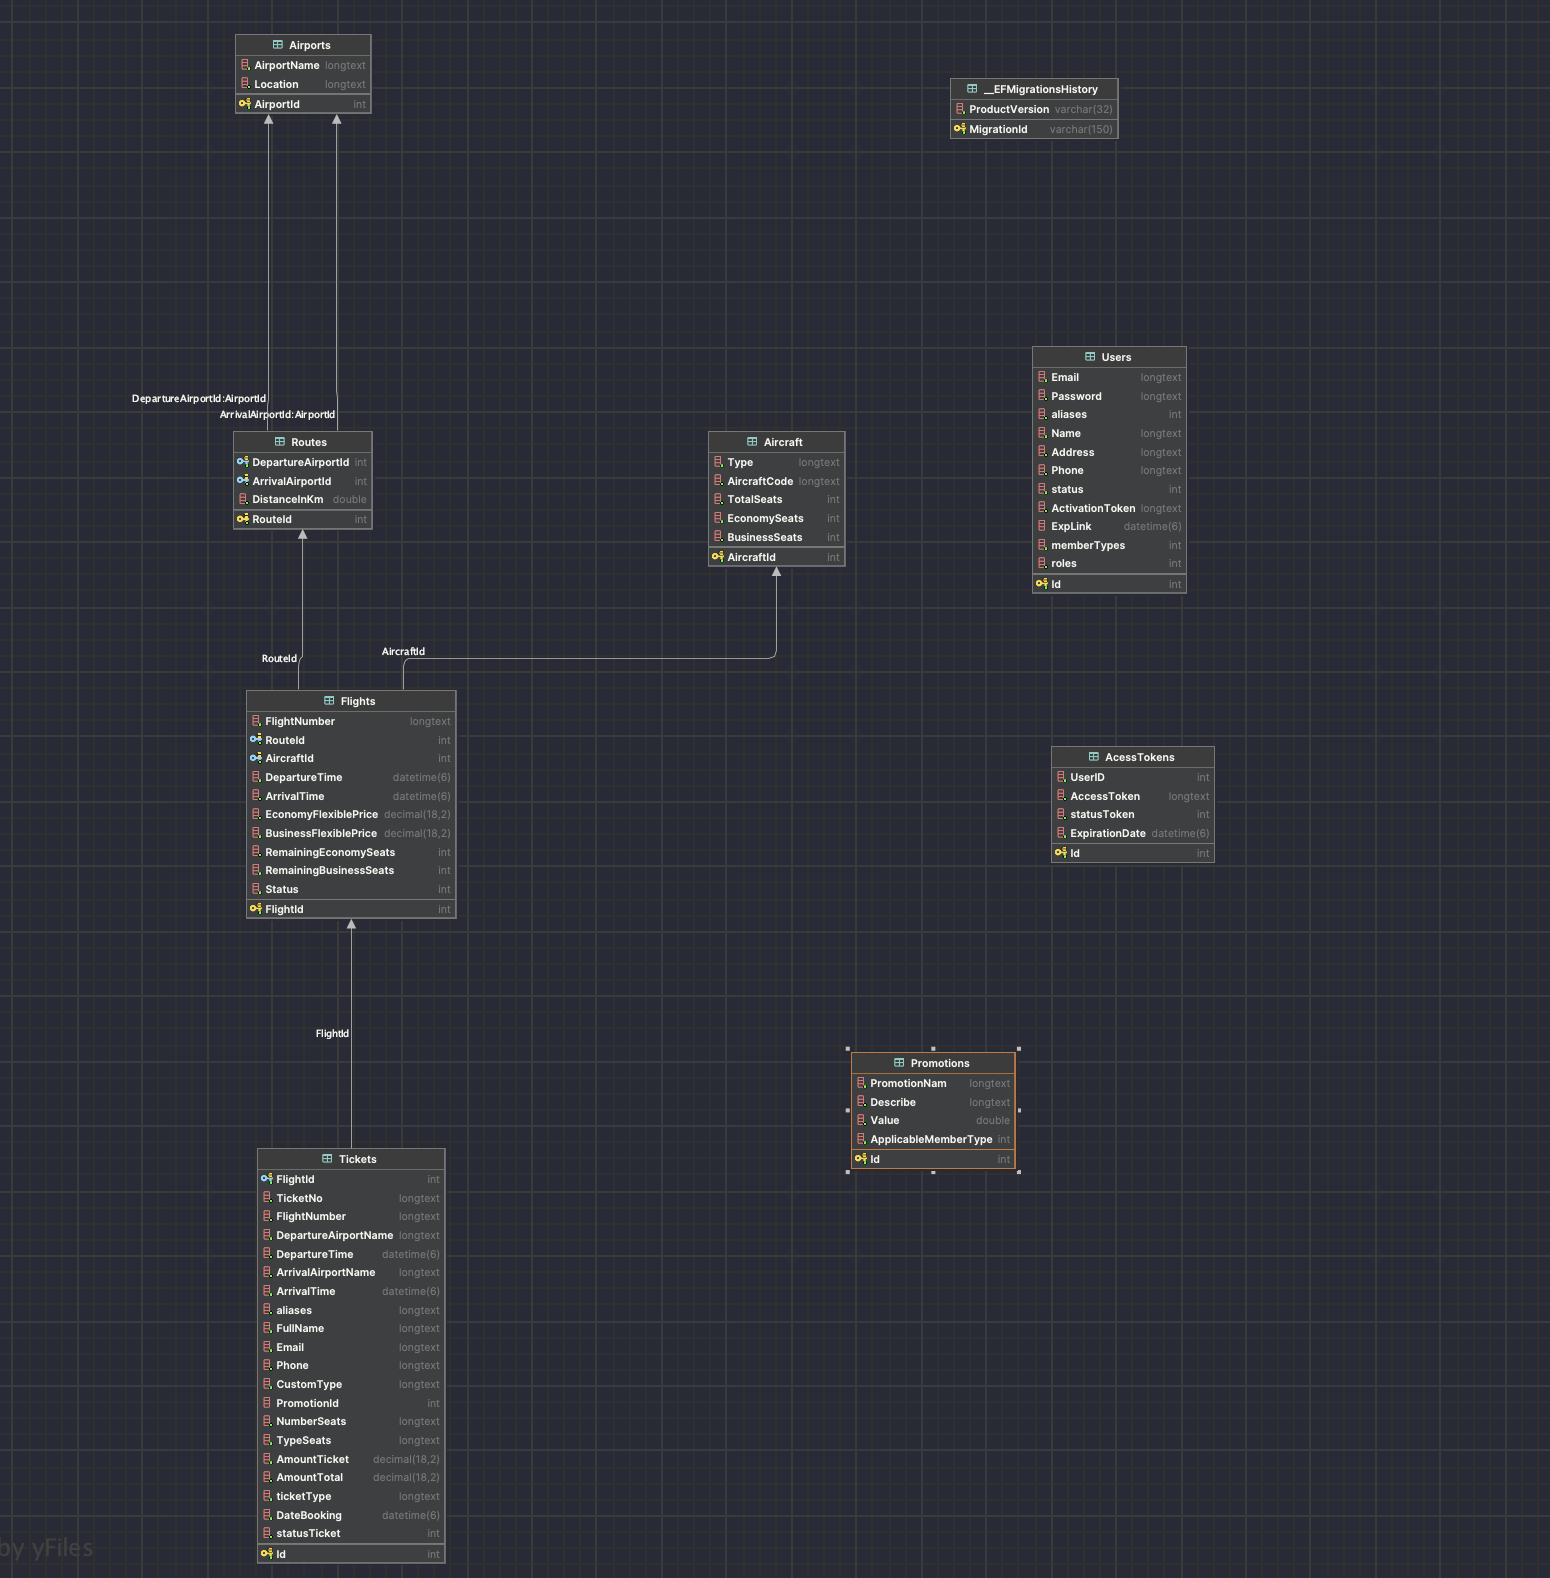 Airports
AirportName longtext
Location longtext
AirportId int
__EFMigrationsHistory
ProductVersion varchar(32)
MigrationId varchar(150)
DepartureAirportId:AirportId
ArrivalAirportId:AirportId
Routes
DepartureAirportId int
ArrivalAirportId int
DistanceInKm double
RouteId int
Aircraft
Type longtext
AircraftCode longtext
TotalSeats int
EconomySeats int
BusinessSeats int
AircraftId int
Users
Email longtext
Password longtext
aliases int
Name longtext
Address longtext
Phone longtext
status int
ActivationToken longtext
ExpLink datetime(6)
memberTypes int
roles int
Id int
RouteId
AircraftId
Flights
FlightNumber longtext
RouteId int
AircraftId int
DepartureTime datetime(6)
ArrivalTime datetime(6)
EconomyFlexiblePrice decimal(18,2)
BusinessFlexiblePrice decimal(18,2)
RemainingEconomySeats int
RemainingBusinessSeats int
Status int
FlightId int
AcessTokens
UserID int
AccessToken longtext
statusToken int
ExpirationDate datetime(6)
Id int
FlightId
Promotions
PromotionNam longtext
Describe longtext
Value double
ApplicableMemberType int
Id int
Tickets
FlightId int
TicketNo longtext
FlightNumber longtext
DepartureAirportName longtext
DepartureTime datetime(6)
ArrivalAirportName longtext
ArrivalTime datetime(6)
aliases longtext
FullName longtext
Email longtext
Phone longtext
CustomType longtext
PromotionId int
NumberSeats longtext
TypeSeats longtext
AmountTicket decimal(18,2)
AmountTotal decimal(18,2)
ticketType longtext
DateBooking datetime(6)
statusTicket int
Id int
by yFiles